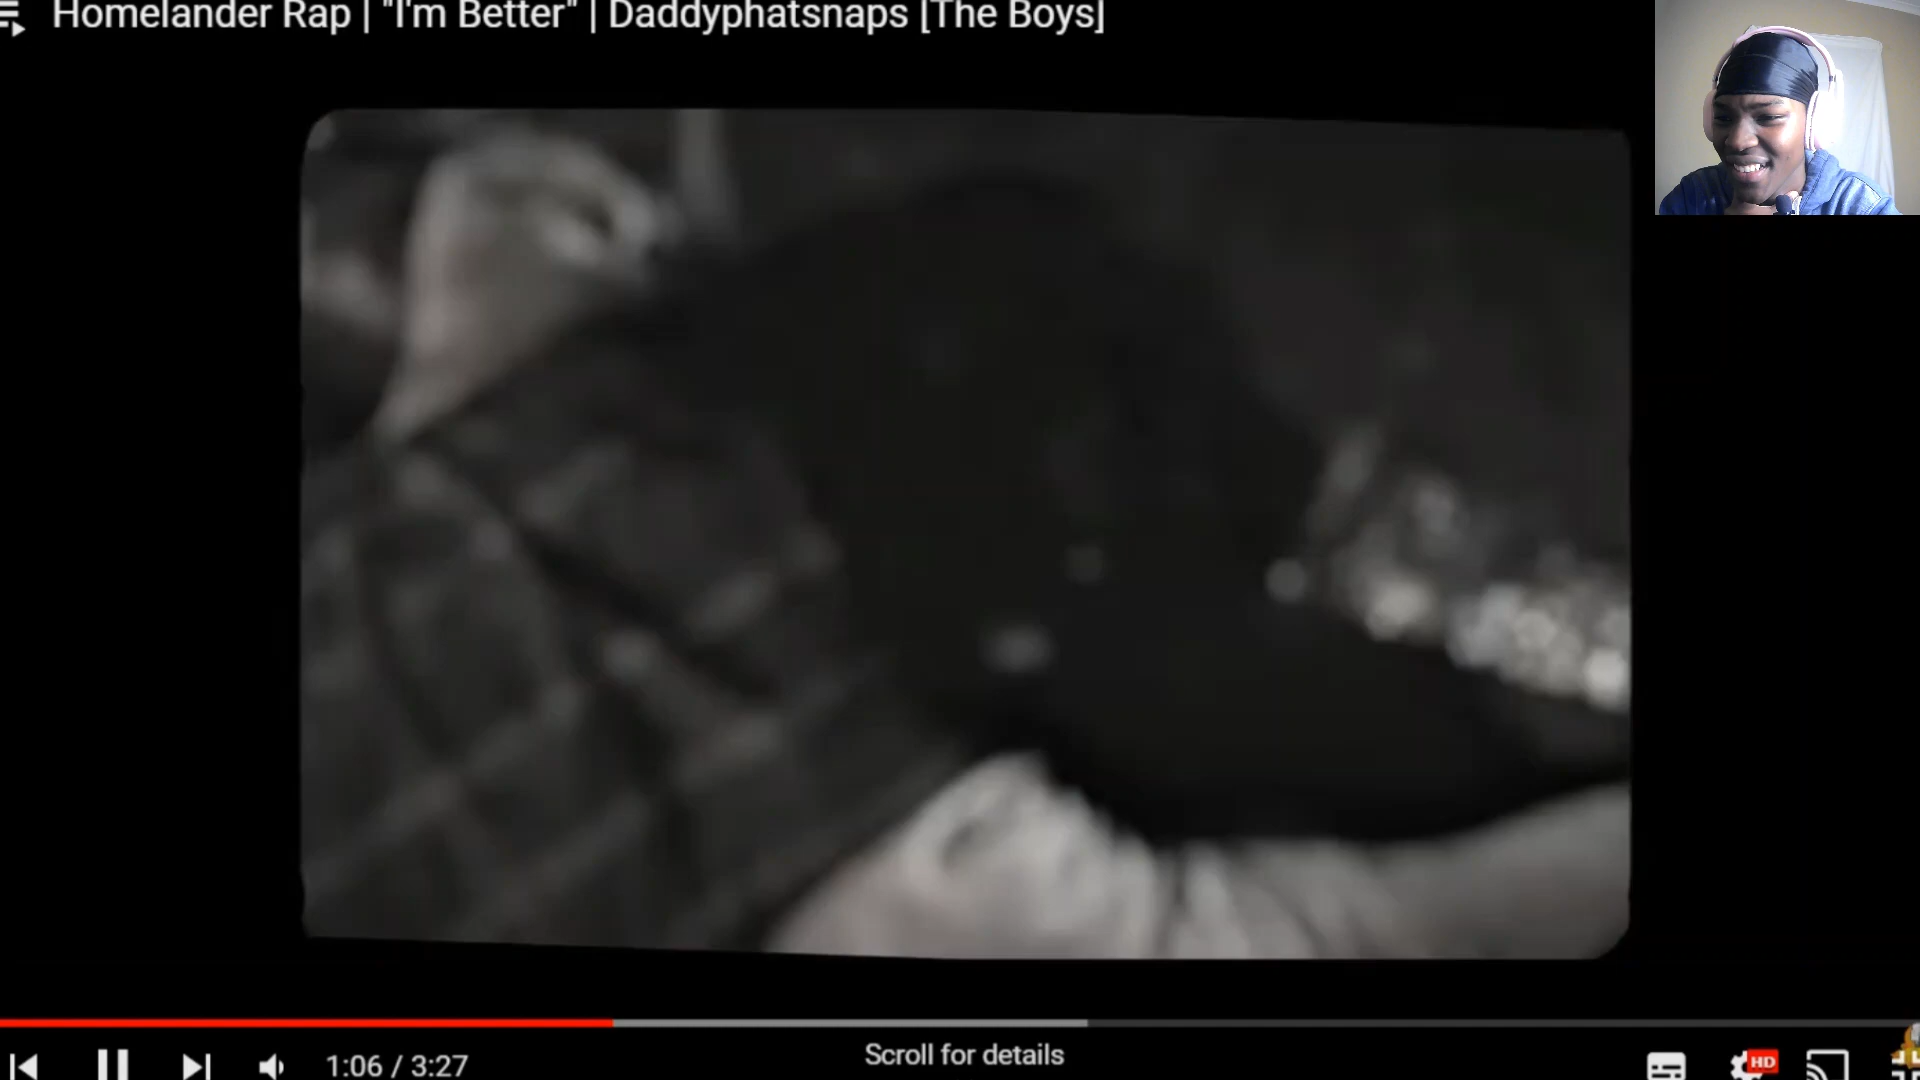 Homelander Rap | "I'm Better" | Daddyphatsnaps [The Boys]
1:06 / 3:27
Scroll for details
HD